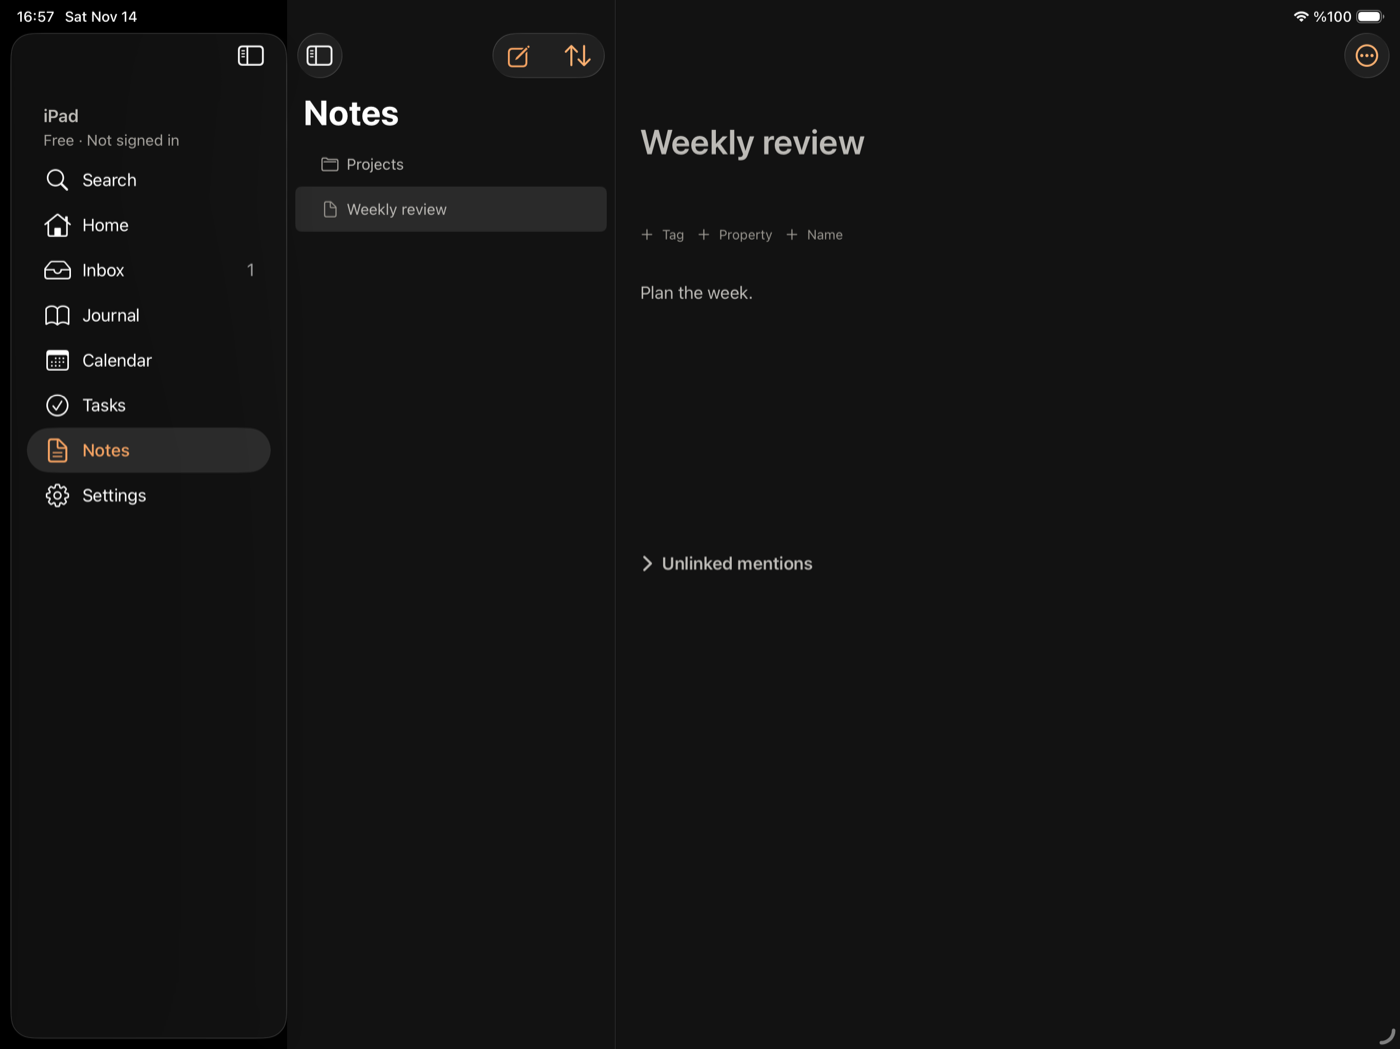 16:57 Sat Nov 14
%100
iPad
Free · Not signed in
Search
Home
Inbox 1
Journal
Calendar
Tasks
Notes
Settings
Notes
Projects
Weekly review
Weekly review
+ Tag + Property + Name
Plan the week.
Unlinked mentions